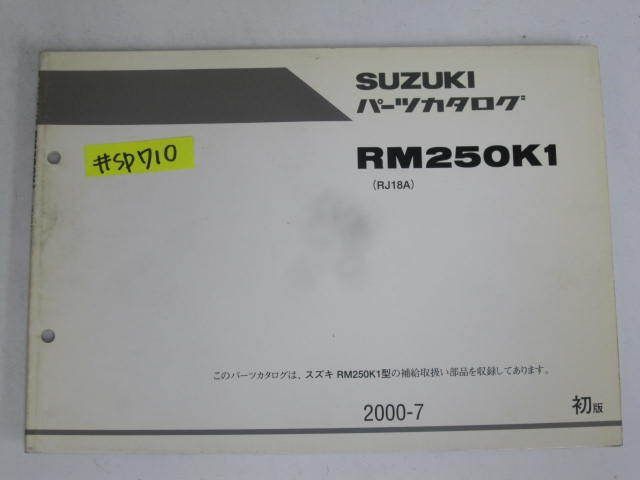 SUZUKI
パーツカタログ
RM250K1
(RJ18A)
#SP710
このパーツカタログは、スズキ RM250K1型の補給取扱い部品を収録してあります。
2000-7
初版